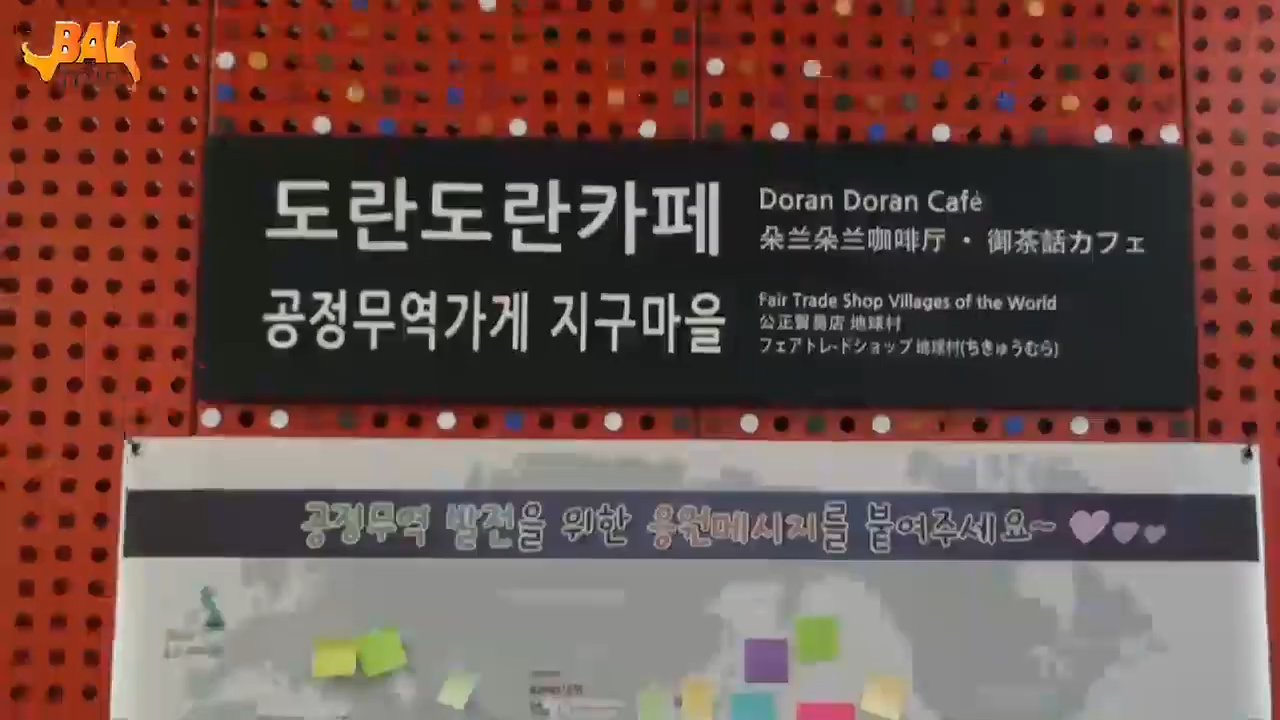 BAL
도란도란카페
Doran Doran Café
朵兰朵兰咖啡厅 · 御茶話カフェ
공정무역가게 지구마을
Fair Trade Shop Villages of the World
公正貿易店 地球村
フェアトレードショップ 地球村(ちきゅうむら)
공정무역 발전을 위한 응원메시지를 붙여주세요~